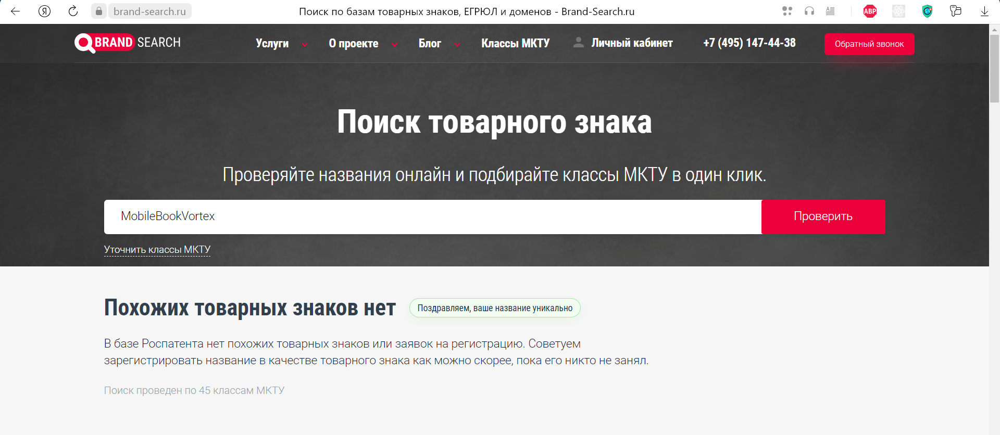 brand-search.ru
Поиск по базам товарных знаков, ЕГРЮЛ и доменов - Brand-Search.ru
ABP
BRAND SEARCH
Услуги
О проекте
Блог
Классы МКТУ
Личный кабинет
+7 (495) 147-44-38
Обратный звонок
Поиск товарного знака
Проверяйте названия онлайн и подбирайте классы МКТУ в один клик.
MobileBookVortex
Проверить
Уточнить классы МКТУ
Похожих товарных знаков нет
Поздравляем, ваше название уникально
В базе Роспатента нет похожих товарных знаков или заявок на регистрацию. Советуем
зарегистрировать название в качестве товарного знака как можно скорее, пока его никто не занял.
Поиск проведен по 45 классам МКТУ